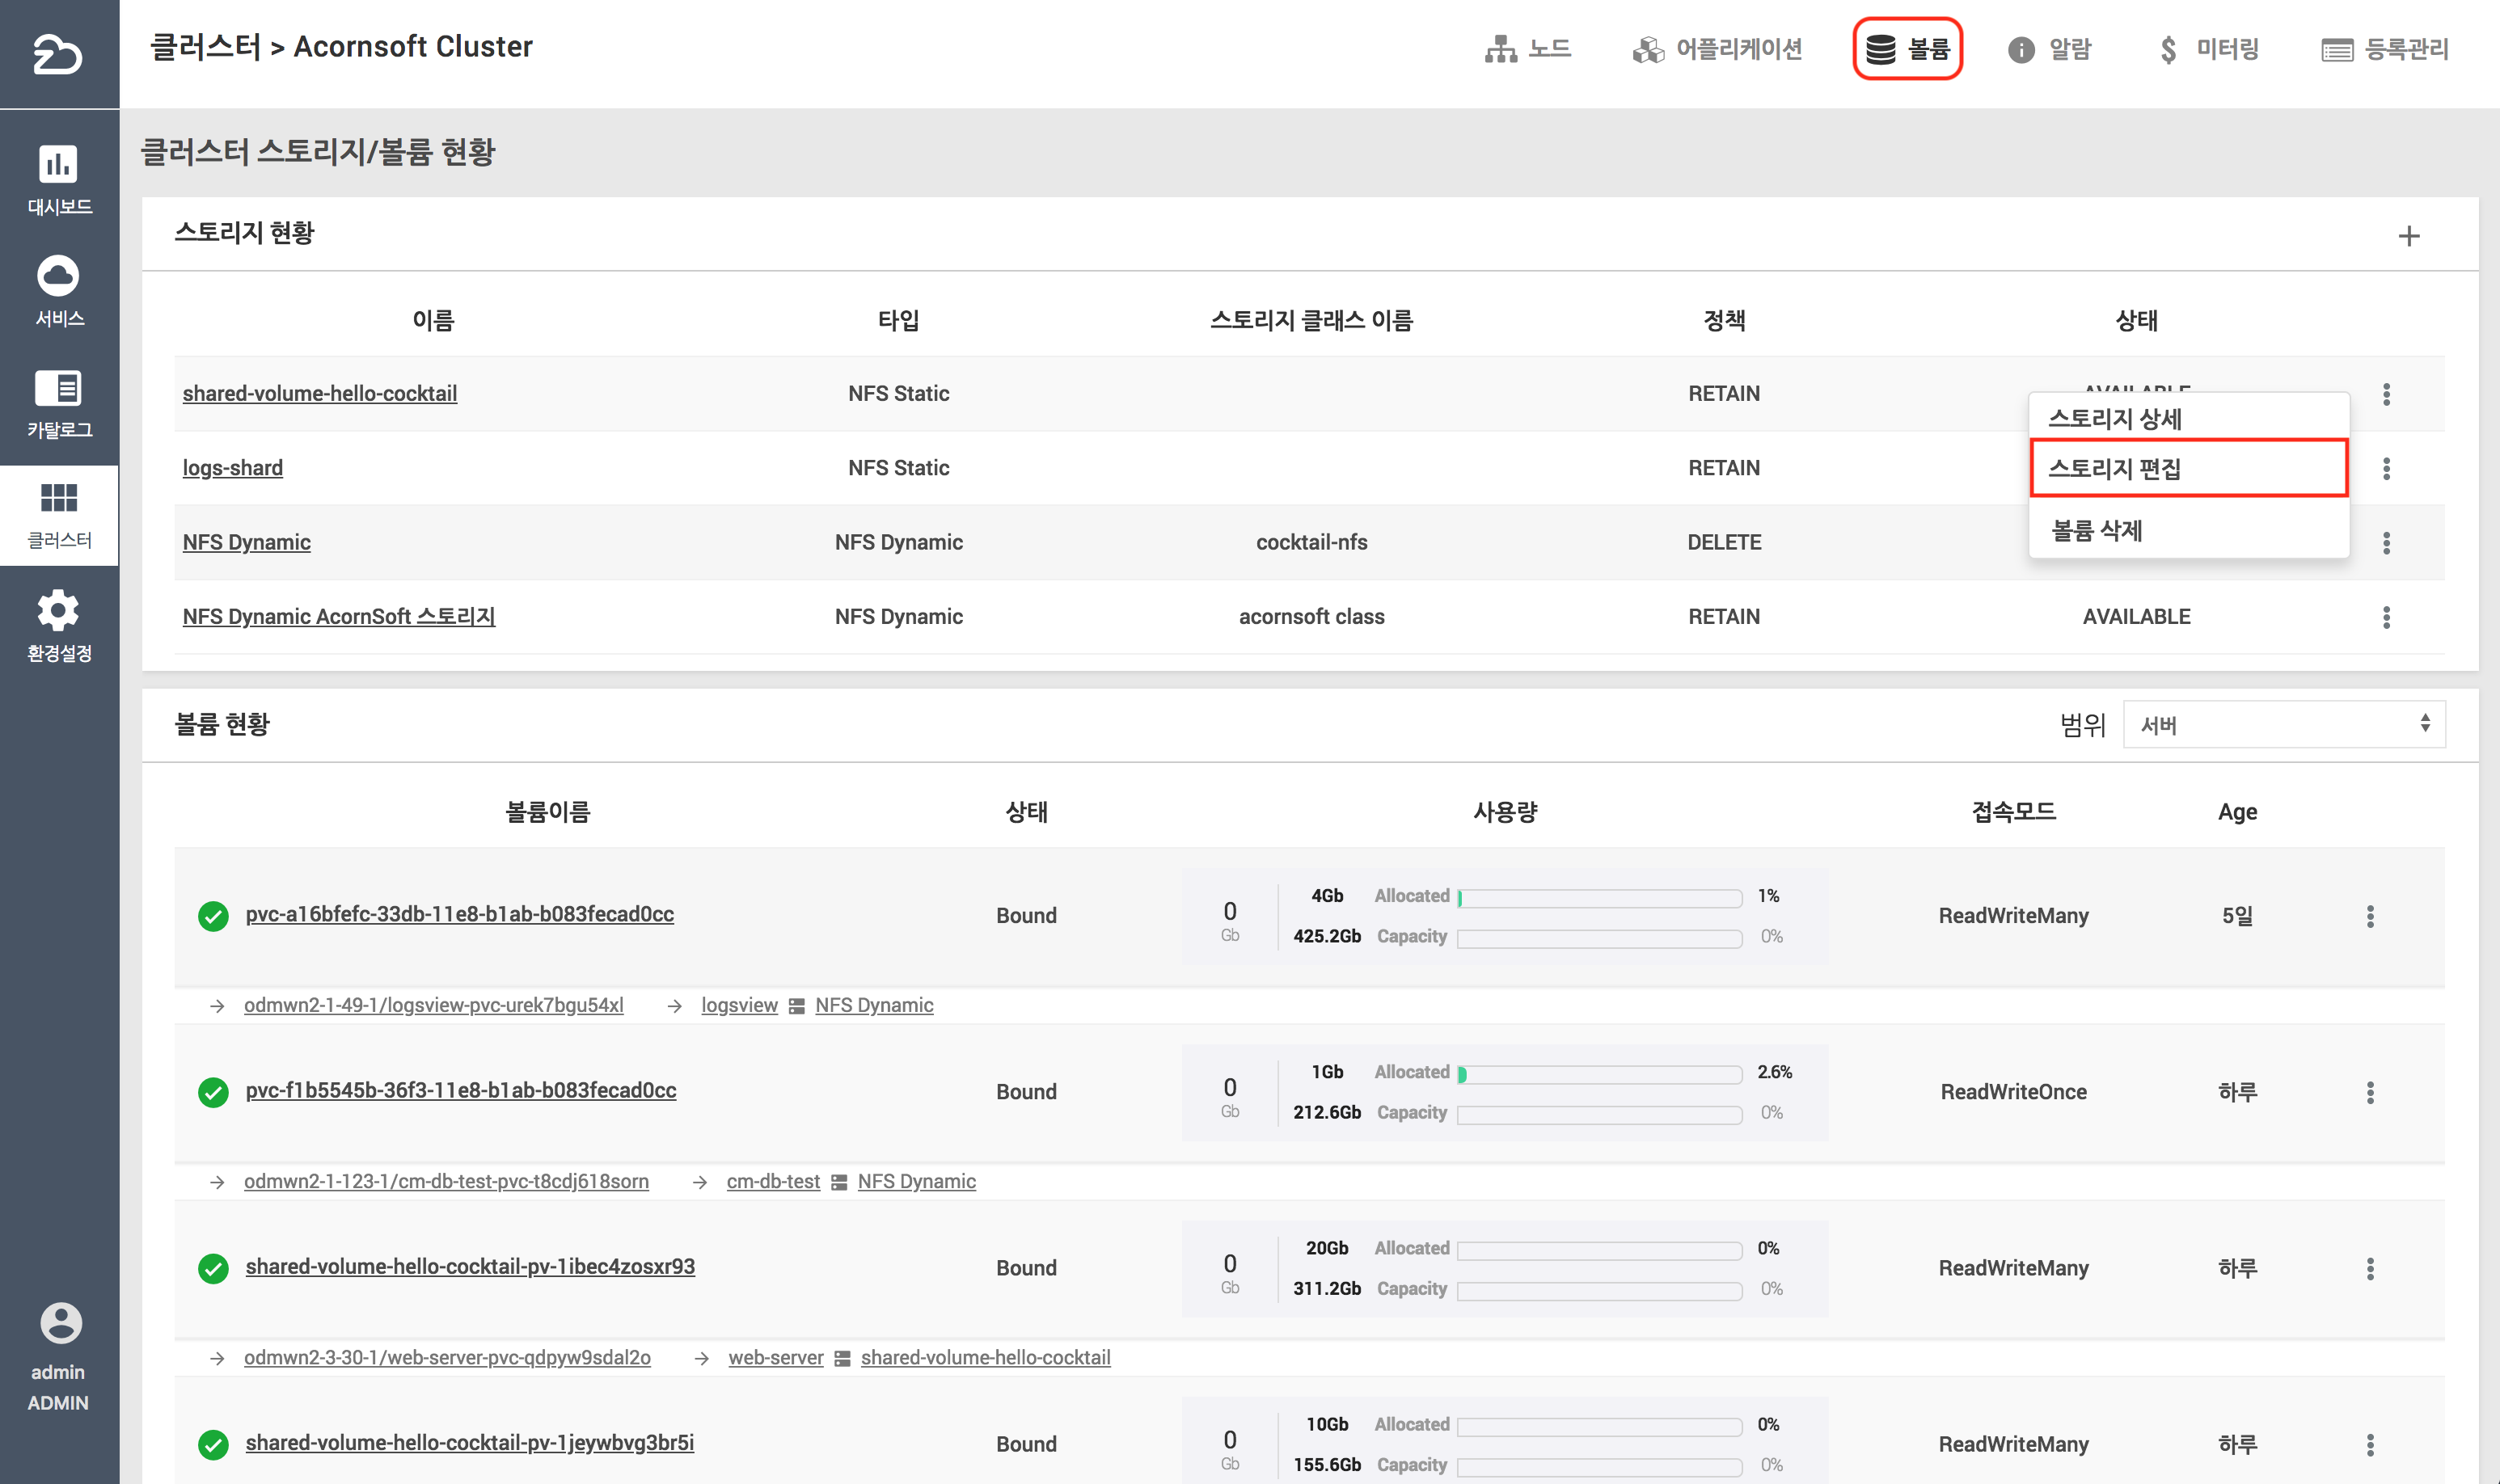 클러스터 > Acornsoft Cluster
노드
어플리케이션
볼륨
알람
미터링
등록관리
대시보드
서비스
카탈로그
클러스터
환경설정
admin
ADMIN
클러스터 스토리지/볼륨 현황
스토리지 현황
이름 타입 스토리지 클래스 이름 정책 상태
shared-volume-hello-cocktail NFS Static RETAIN AVAILABLE
logs-shard NFS Static RETAIN
NFS Dynamic NFS Dynamic cocktail-nfs DELETE
NFS Dynamic AcornSoft 스토리지 NFS Dynamic acornsoft class RETAIN AVAILABLE
스토리지 상세
스토리지 편집
볼륨 삭제
볼륨 현황
범위 서버
볼륨이름 상태 사용량 접속모드 Age
pvc-a16bfefc-33db-11e8-b1ab-b083fecad0cc Bound 0 Gb 4Gb Allocated 1% ReadWriteMany 5일
425.2Gb Capacity 0%
odmwn2-1-49-1/logsview-pvc-urek7bgu54xl logsview NFS Dynamic
pvc-f1b5545b-36f3-11e8-b1ab-b083fecad0cc Bound 0 Gb 1Gb Allocated 2.6% ReadWriteOnce 하루
212.6Gb Capacity 0%
odmwn2-1-123-1/cm-db-test-pvc-t8cdj618sorn cm-db-test NFS Dynamic
shared-volume-hello-cocktail-pv-1ibec4zosxr93 Bound 0 Gb 20Gb Allocated 0% ReadWriteMany 하루
311.2Gb Capacity 0%
odmwn2-3-30-1/web-server-pvc-qdpyw9sdal2o web-server shared-volume-hello-cocktail
shared-volume-hello-cocktail-pv-1jeywbvg3br5i Bound 0 Gb 10Gb Allocated 0% ReadWriteMany 하루
155.6Gb Capacity 0%